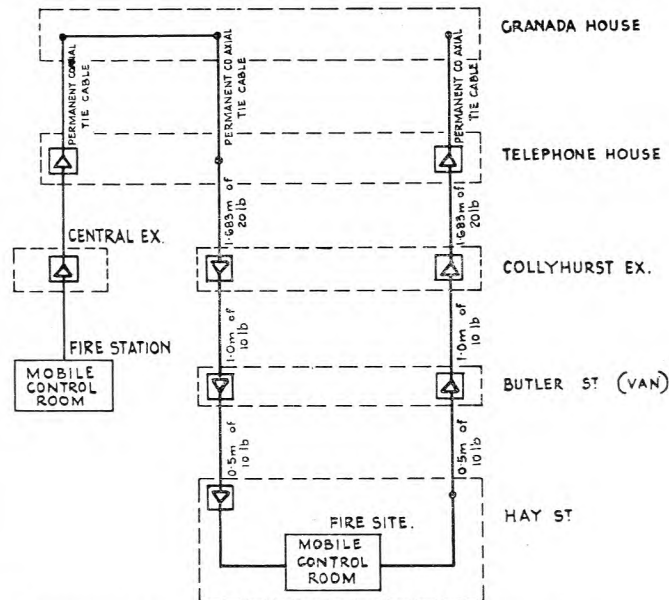 GRANADA HOUSE
PERMANENT COAXIAL
TIE CABLE
PERMANENT CO AXIAL
TIE CABLE
PERMANENT CO AXIAL
TIE CABLE
TELEPHONE HOUSE
1·683m of
20lb
1·683m of
20lb
CENTRAL EX.
COLLYHURST EX.
1·0m of
10lb
1·0m of
10lb
FIRE STATION
MOBILE
CONTROL
ROOM
BUTLER ST (VAN)
0·5m of
10lb
0·5m of
10lb
HAY ST
FIRE SITE.
MOBILE
CONTROL
ROOM